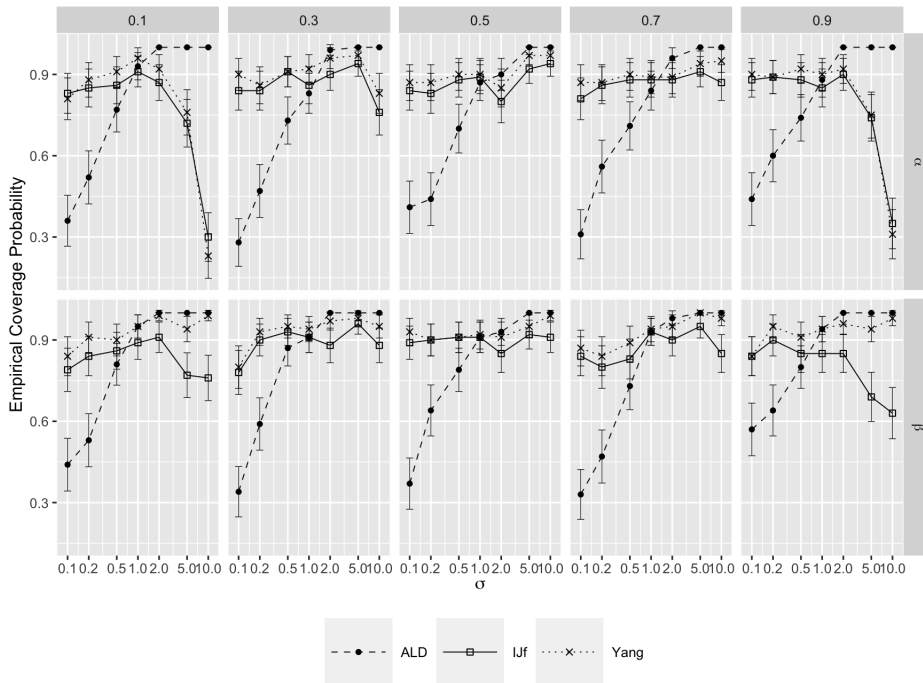 0.1 0.3 0.5 0.7 0.9
Empirical Coverage Probability
0.9
0.6
0.3
α
0.9
0.6
0.3
β
0.1 0.2 0.5 1.0 2.0 5.0 10.0 0.1 0.2 0.5 1.0 2.0 5.0 10.0 0.1 0.2 0.5 1.0 2.0 5.0 10.0 0.1 0.2 0.5 1.0 2.0 5.0 10.0 0.1 0.2 0.5 1.0 2.0 5.0 10.0
σ
ALD IJf Yang